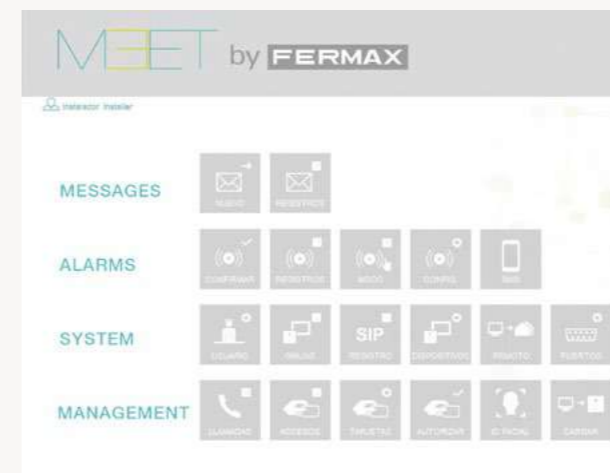 MEET by FERMAX
Instalador Installer
MESSAGES
NUEVO REGISTROS
ALARMS
CONFIRMAR REGISTROS MODO CONFIG. SMS
SYSTEM
USUARIO ONLINE SIP REGISTRO DISPOSITIVOS REMOTO PUERTOS
MANAGEMENT
LLAMADAS ACCESOS TARJETAS AUTORIZAR ID FACIAL CARGAR